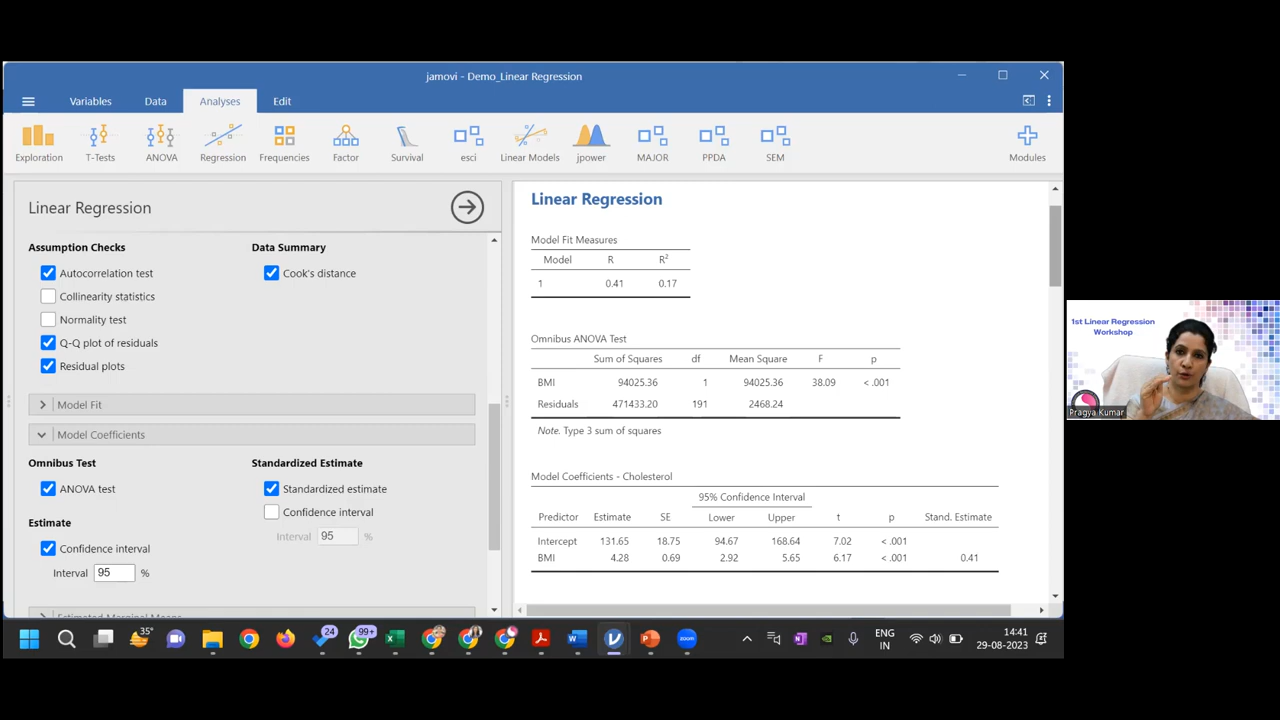 jamovi - Demo_Linear Regression
Variables Data Analyses Edit
Exploration T-Tests ANOVA Regression Frequencies Factor Survival esci Linear Models jpower MAJOR PPDA SEM Modules
Linear Regression
Assumption Checks Data Summary
Autocorrelation test Cook's distance
Collinearity statistics
Normality test
Q-Q plot of residuals
Residual plots
Model Fit
Model Coefficients
Omnibus Test Standardized Estimate
ANOVA test Standardized estimate
Confidence interval
Estimate
Interval 95 %
Confidence interval
Interval 95 %
Estimated Marginal Means
Linear Regression
Model Fit Measures
Model R R²
1 0.41 0.17
Omnibus ANOVA Test
Sum of Squares df Mean Square F p
BMI 94025.36 1 94025.36 38.09 < .001
Residuals 471433.20 191 2468.24
Note. Type 3 sum of squares
Model Coefficients - Cholesterol
95% Confidence Interval
Predictor Estimate SE Lower Upper t p Stand. Estimate
Intercept 131.65 18.75 94.67 168.64 7.02 < .001
BMI 4.28 0.69 2.92 5.65 6.17 < .001 0.41
1st Linear Regression
Workshop
Pragya Kumar
35°
24
99+
zoom
ENG
IN
14:41
29-08-2023